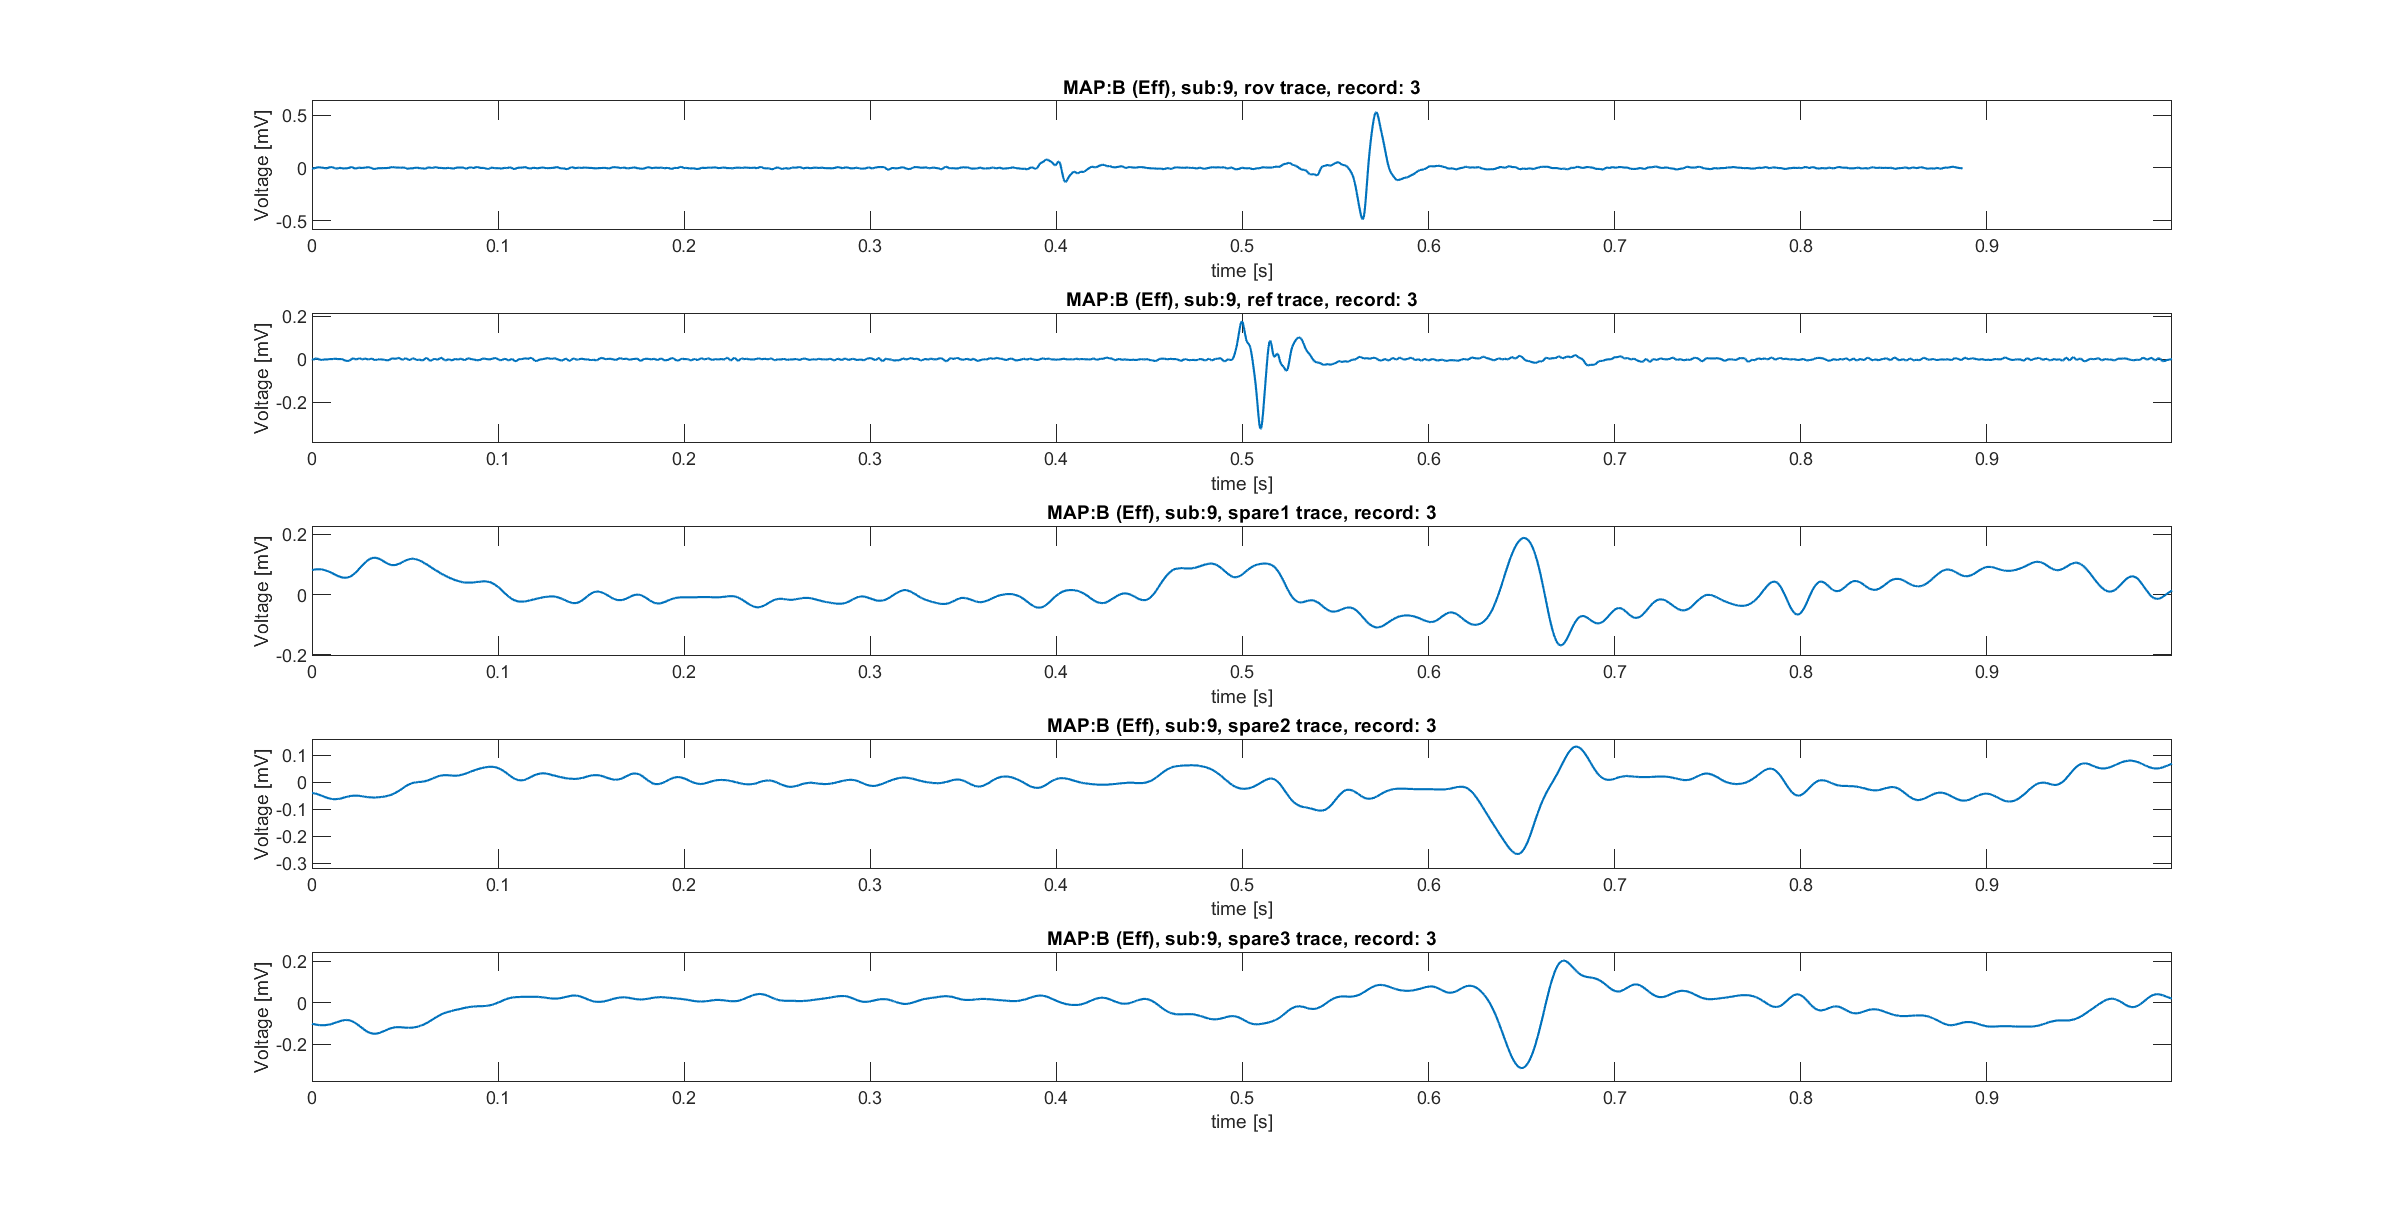 MAP:B (Eff), sub:9, rov trace, record: 3
Voltage [mV]
0.5
0
-0.5
0 0.1 0.2 0.3 0.4 0.5 0.6 0.7 0.8 0.9
time [s]
MAP:B (Eff), sub:9, ref trace, record: 3
Voltage [mV]
0.2
0
-0.2
0 0.1 0.2 0.3 0.4 0.5 0.6 0.7 0.8 0.9
time [s]
MAP:B (Eff), sub:9, spare1 trace, record: 3
Voltage [mV]
0.2
0
-0.2
0 0.1 0.2 0.3 0.4 0.5 0.6 0.7 0.8 0.9
time [s]
MAP:B (Eff), sub:9, spare2 trace, record: 3
Voltage [mV]
0.1
0
-0.1
-0.2
-0.3
0 0.1 0.2 0.3 0.4 0.5 0.6 0.7 0.8 0.9
time [s]
MAP:B (Eff), sub:9, spare3 trace, record: 3
Voltage [mV]
0.2
0
-0.2
0 0.1 0.2 0.3 0.4 0.5 0.6 0.7 0.8 0.9
time [s]